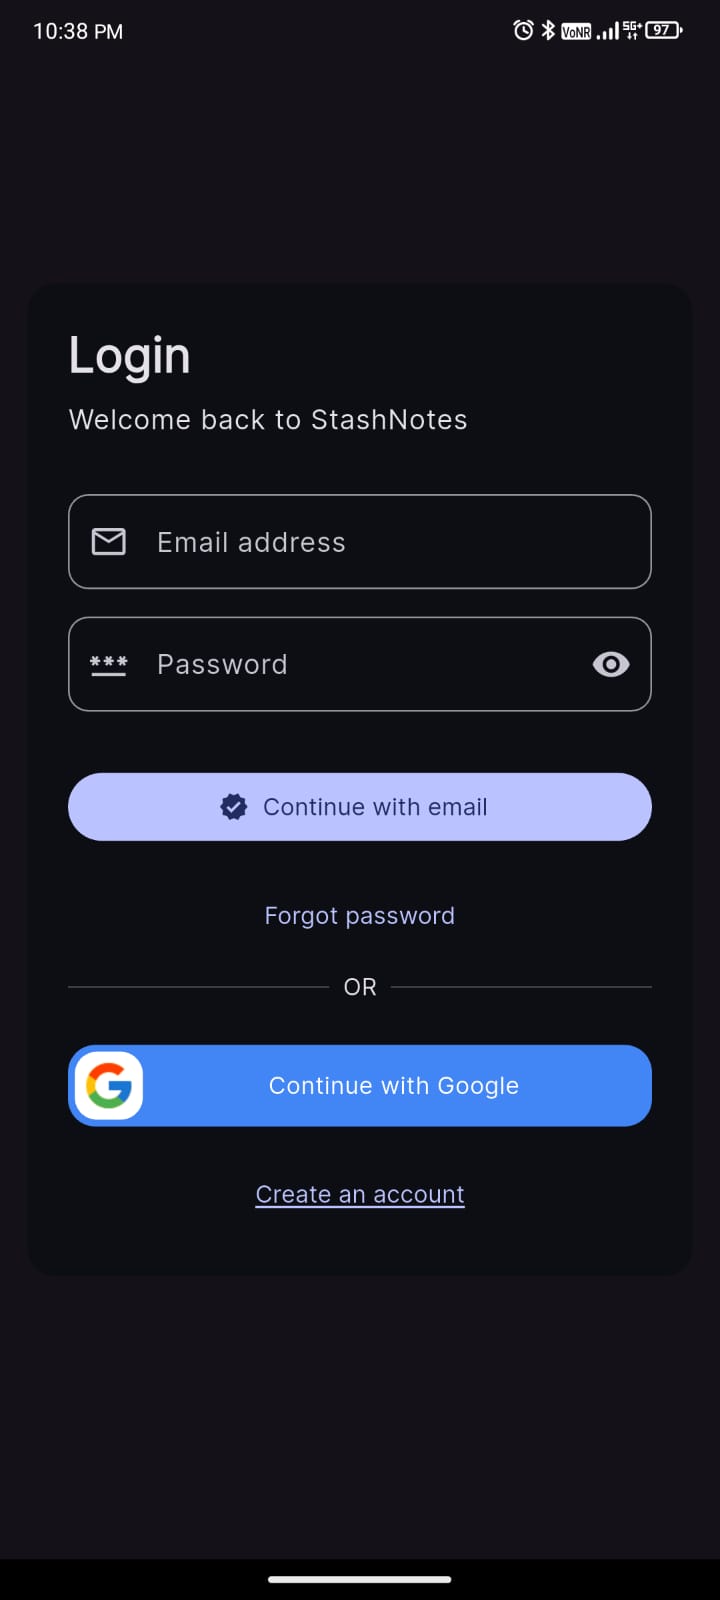 10:38 PM
VoNR 5G+ 97
Login
Welcome back to StashNotes
Email address
*** Password
Continue with email
Forgot password
OR
G Continue with Google
Create an account